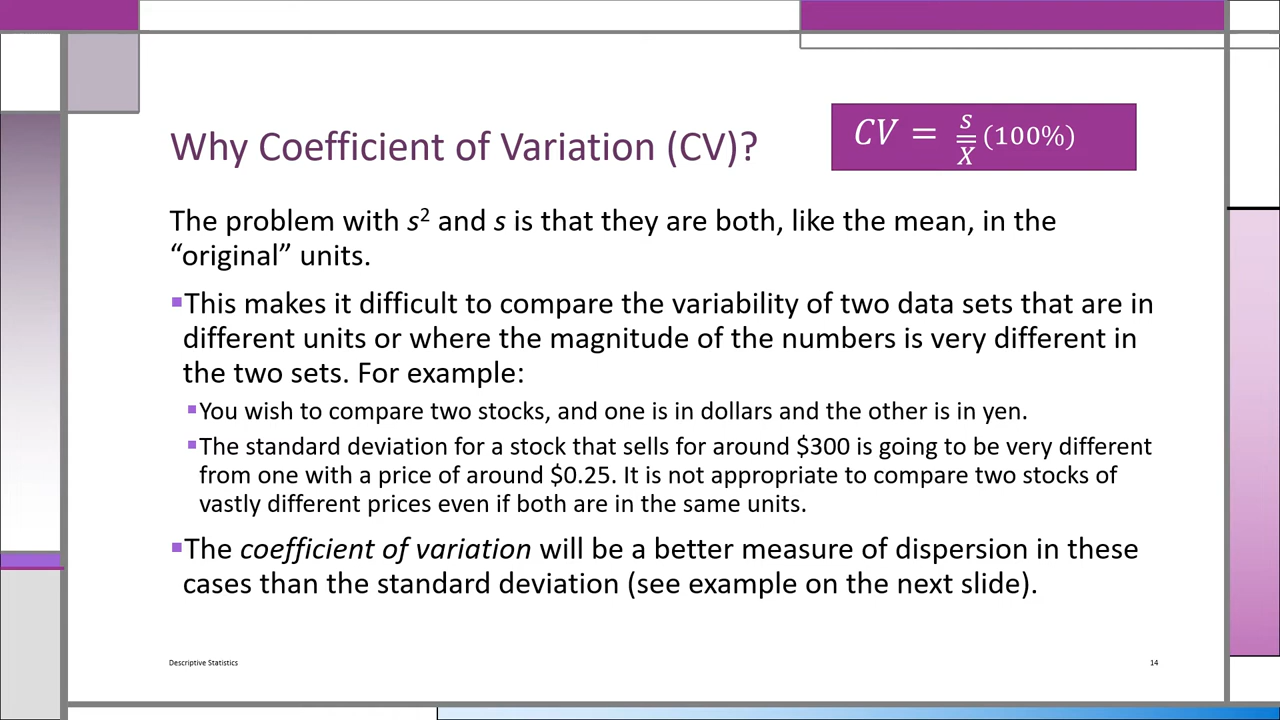 Why Coefficient of Variation (CV)?
CV = s/X̅ (100%)
The problem with s² and s is that they are both, like the mean, in the
“original” units.
▪This makes it difficult to compare the variability of two data sets that are in
different units or where the magnitude of the numbers is very different in
the two sets. For example:
▪You wish to compare two stocks, and one is in dollars and the other is in yen.
▪The standard deviation for a stock that sells for around $300 is going to be very different
from one with a price of around $0.25. It is not appropriate to compare two stocks of
vastly different prices even if both are in the same units.
▪The coefficient of variation will be a better measure of dispersion in these
cases than the standard deviation (see example on the next slide).
Descriptive Statistics
14